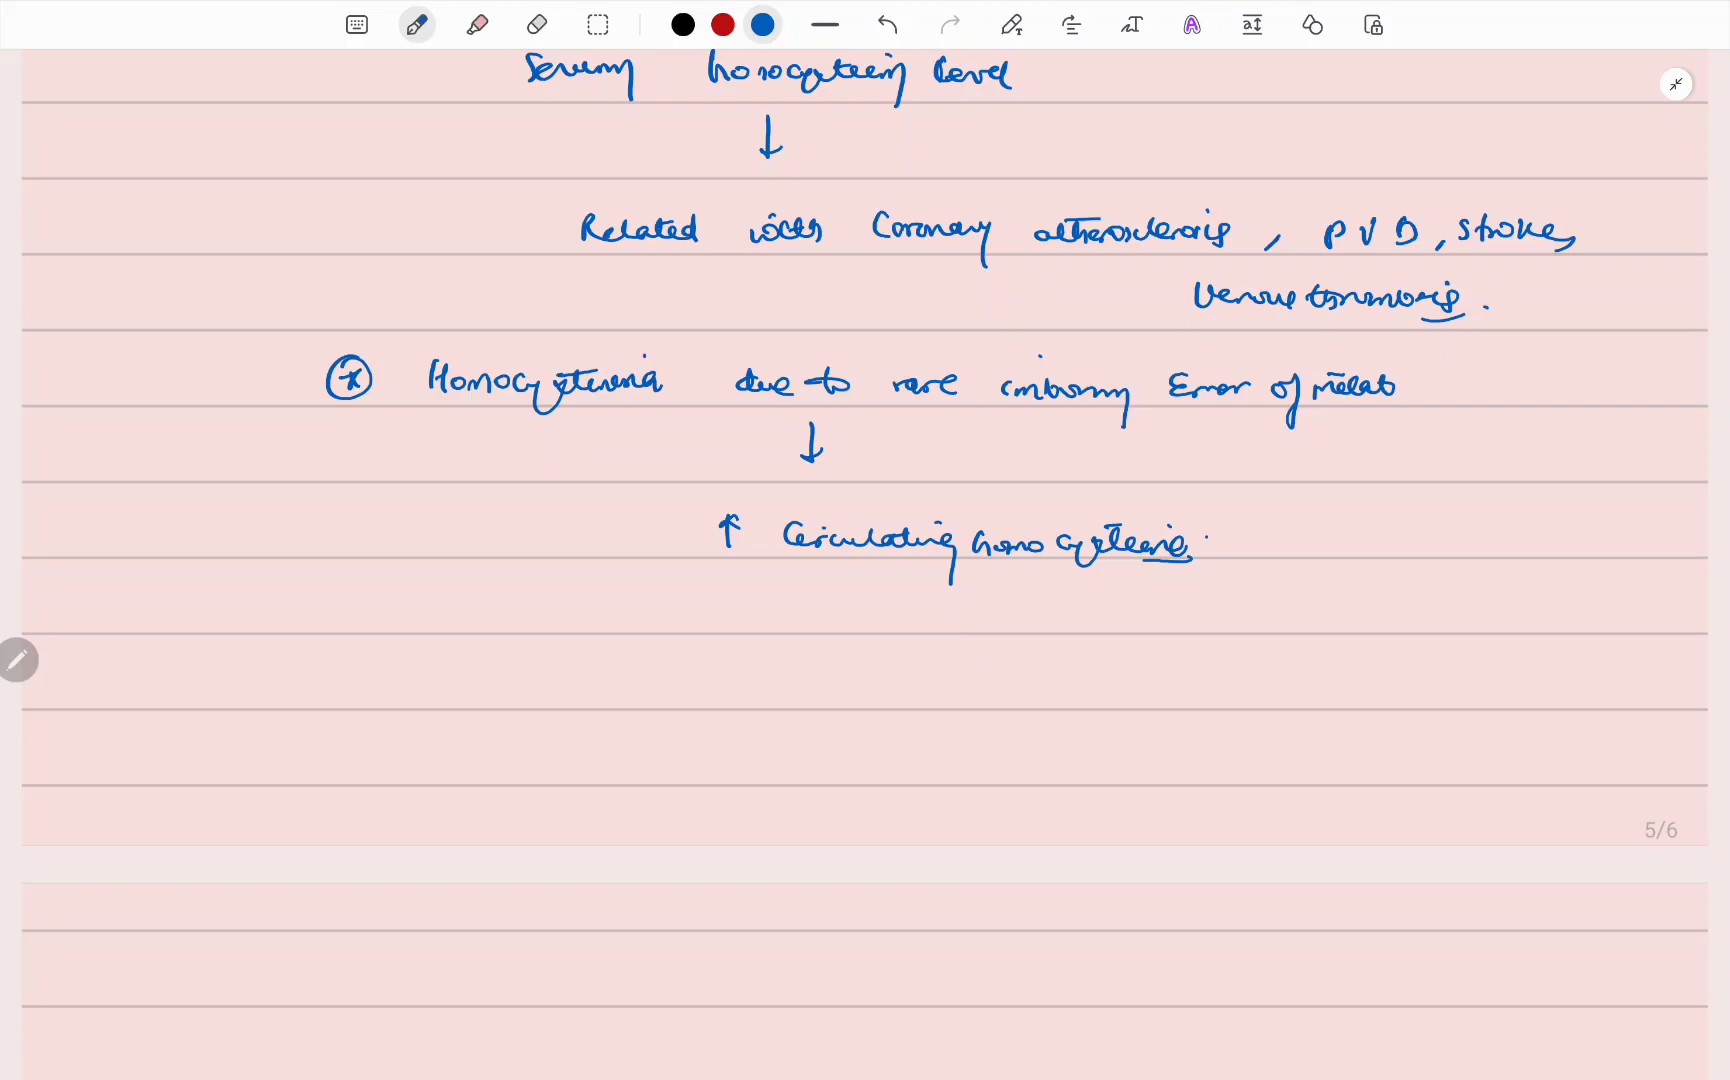 Serum homocysteine level
↓
Related with Coronary atherosclerosis, PVD, stroke,
Venous thrombosis.
* Homocysteinuria due to rare inborn Error of metab
↓
↑ Circulating homocysteine.
5/6